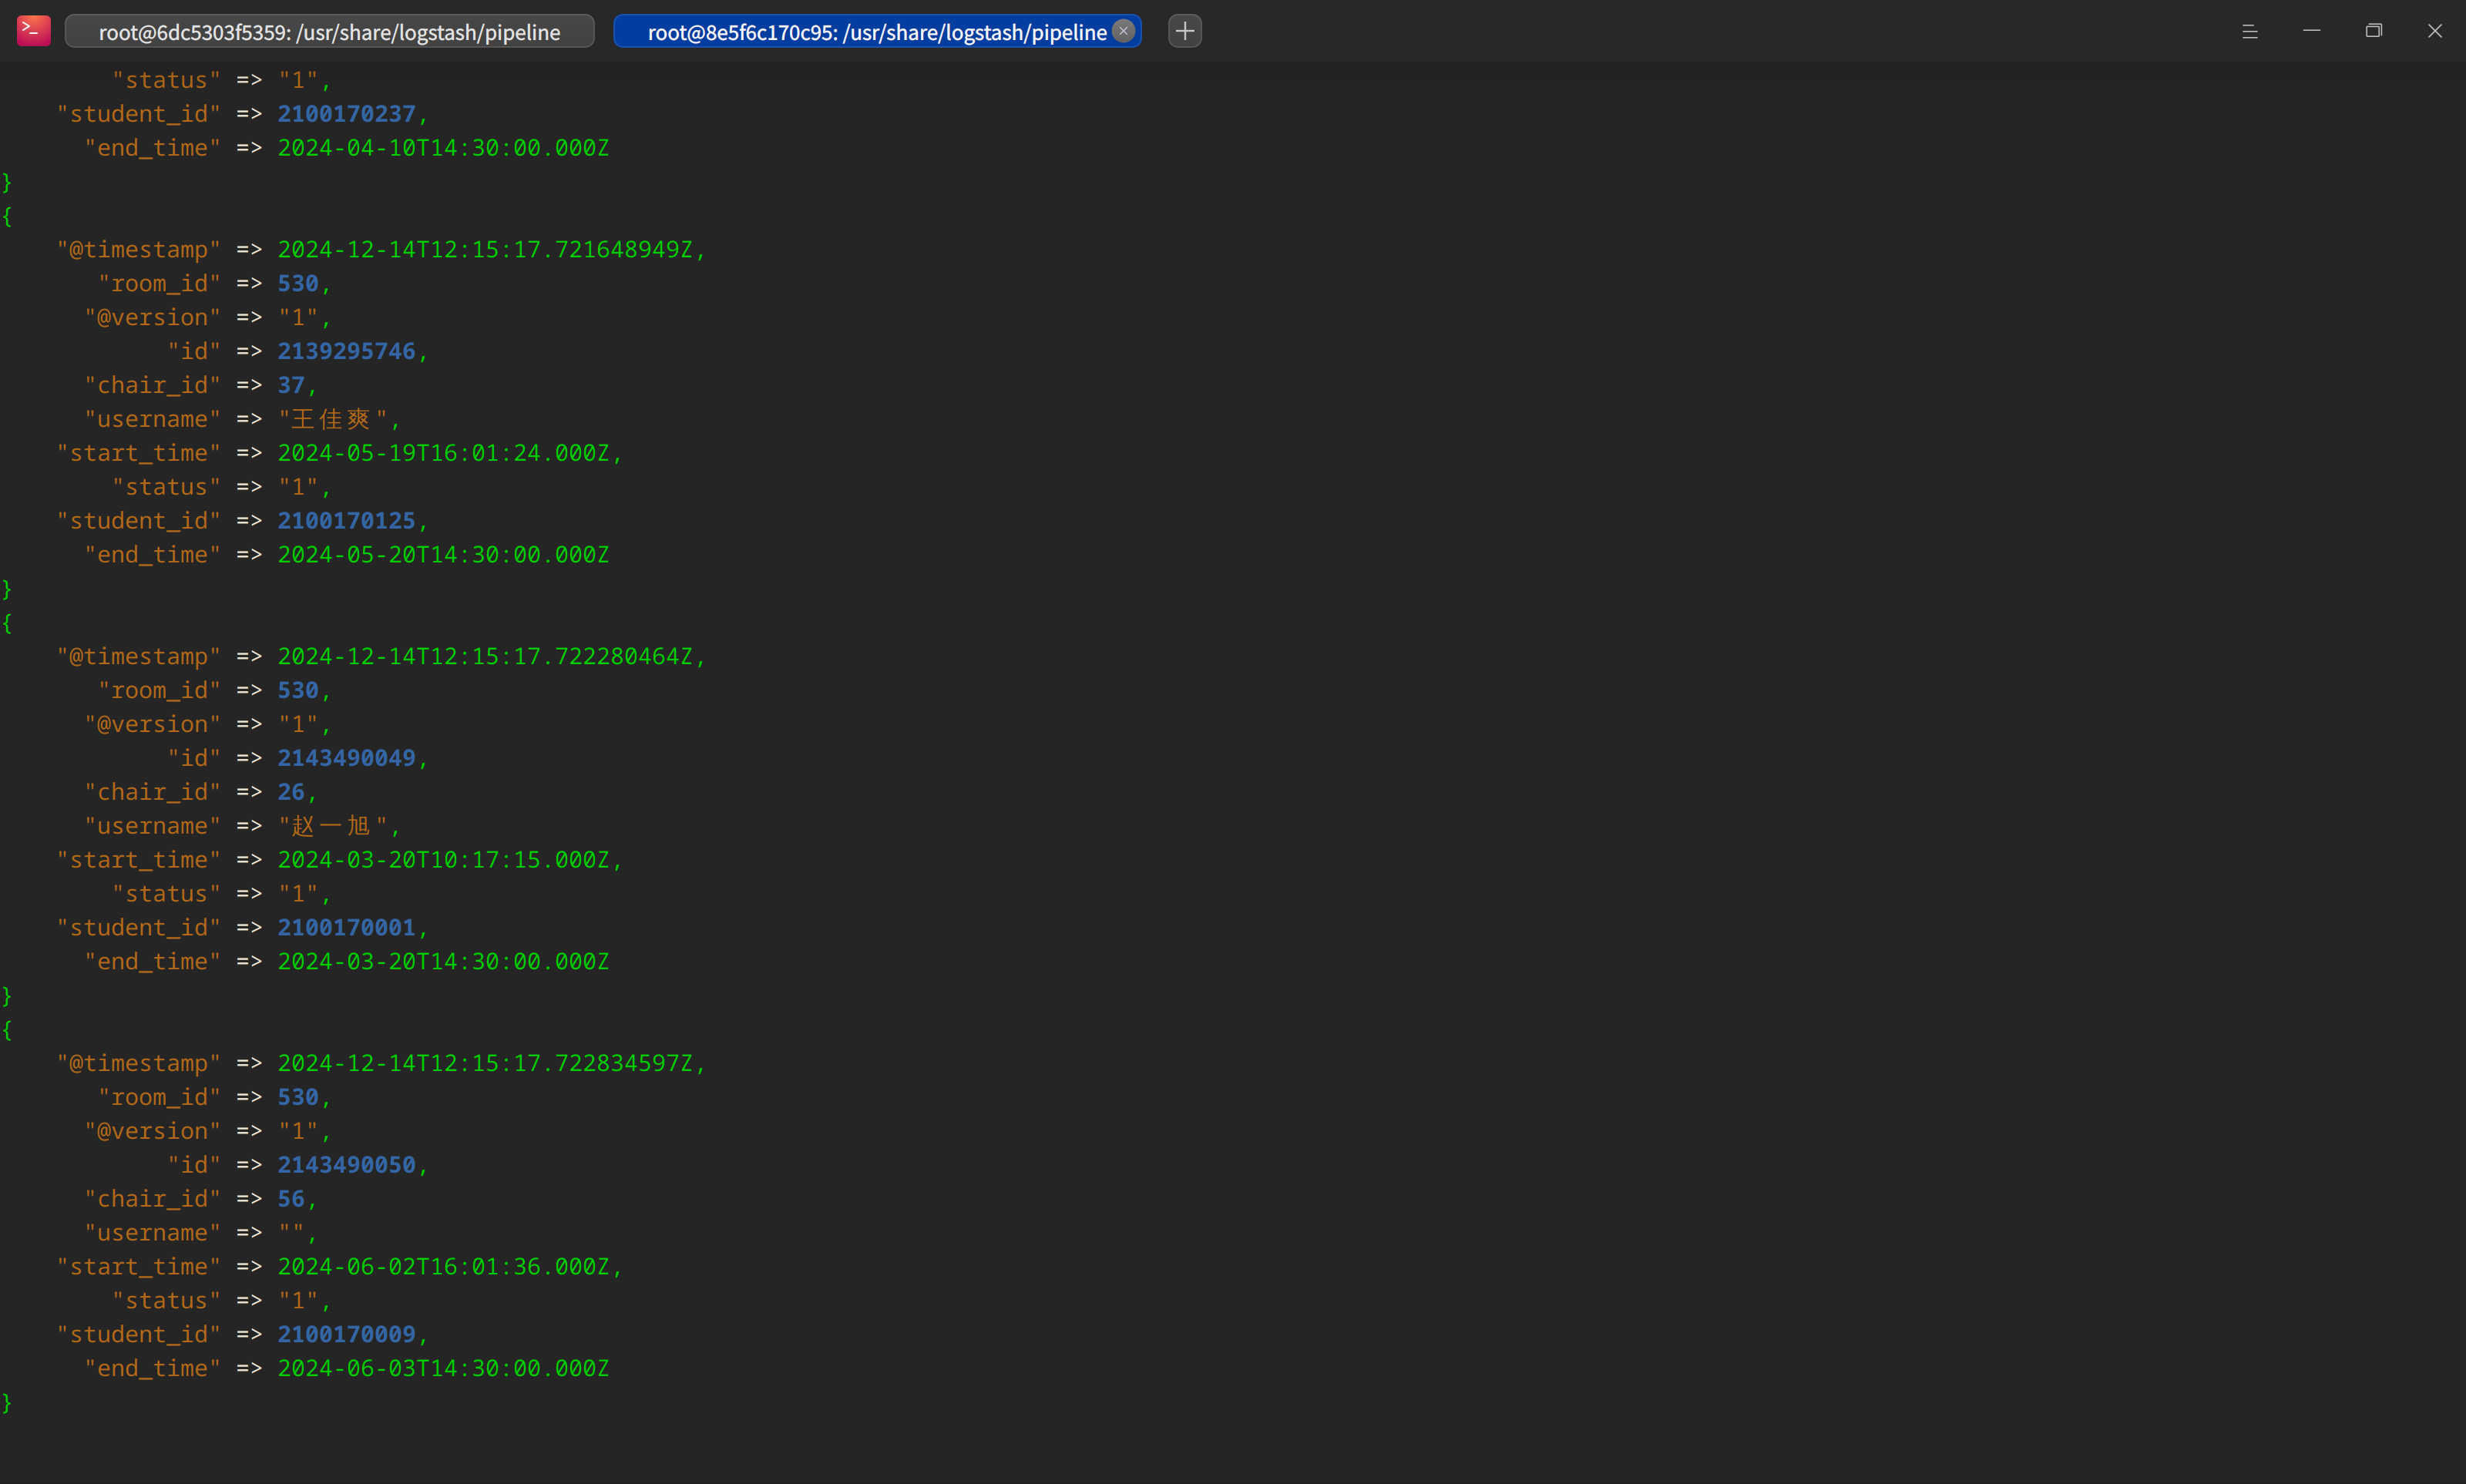 root@6dc5303f5359: /usr/share/logstash/pipeline
root@8e5f6c170c95: /usr/share/logstash/pipeline
"status" => "1",
"student_id" => 2100170237,
"end_time" => 2024-04-10T14:30:00.000Z
}
{
"@timestamp" => 2024-12-14T12:15:17.721648949Z,
"room_id" => 530,
"@version" => "1",
"id" => 2139295746,
"chair_id" => 37,
"username" => "王佳爽",
"start_time" => 2024-05-19T16:01:24.000Z,
"status" => "1",
"student_id" => 2100170125,
"end_time" => 2024-05-20T14:30:00.000Z
}
{
"@timestamp" => 2024-12-14T12:15:17.722280464Z,
"room_id" => 530,
"@version" => "1",
"id" => 2143490049,
"chair_id" => 26,
"username" => "赵一旭",
"start_time" => 2024-03-20T10:17:15.000Z,
"status" => "1",
"student_id" => 2100170001,
"end_time" => 2024-03-20T14:30:00.000Z
}
{
"@timestamp" => 2024-12-14T12:15:17.722834597Z,
"room_id" => 530,
"@version" => "1",
"id" => 2143490050,
"chair_id" => 56,
"username" => "",
"start_time" => 2024-06-02T16:01:36.000Z,
"status" => "1",
"student_id" => 2100170009,
"end_time" => 2024-06-03T14:30:00.000Z
}